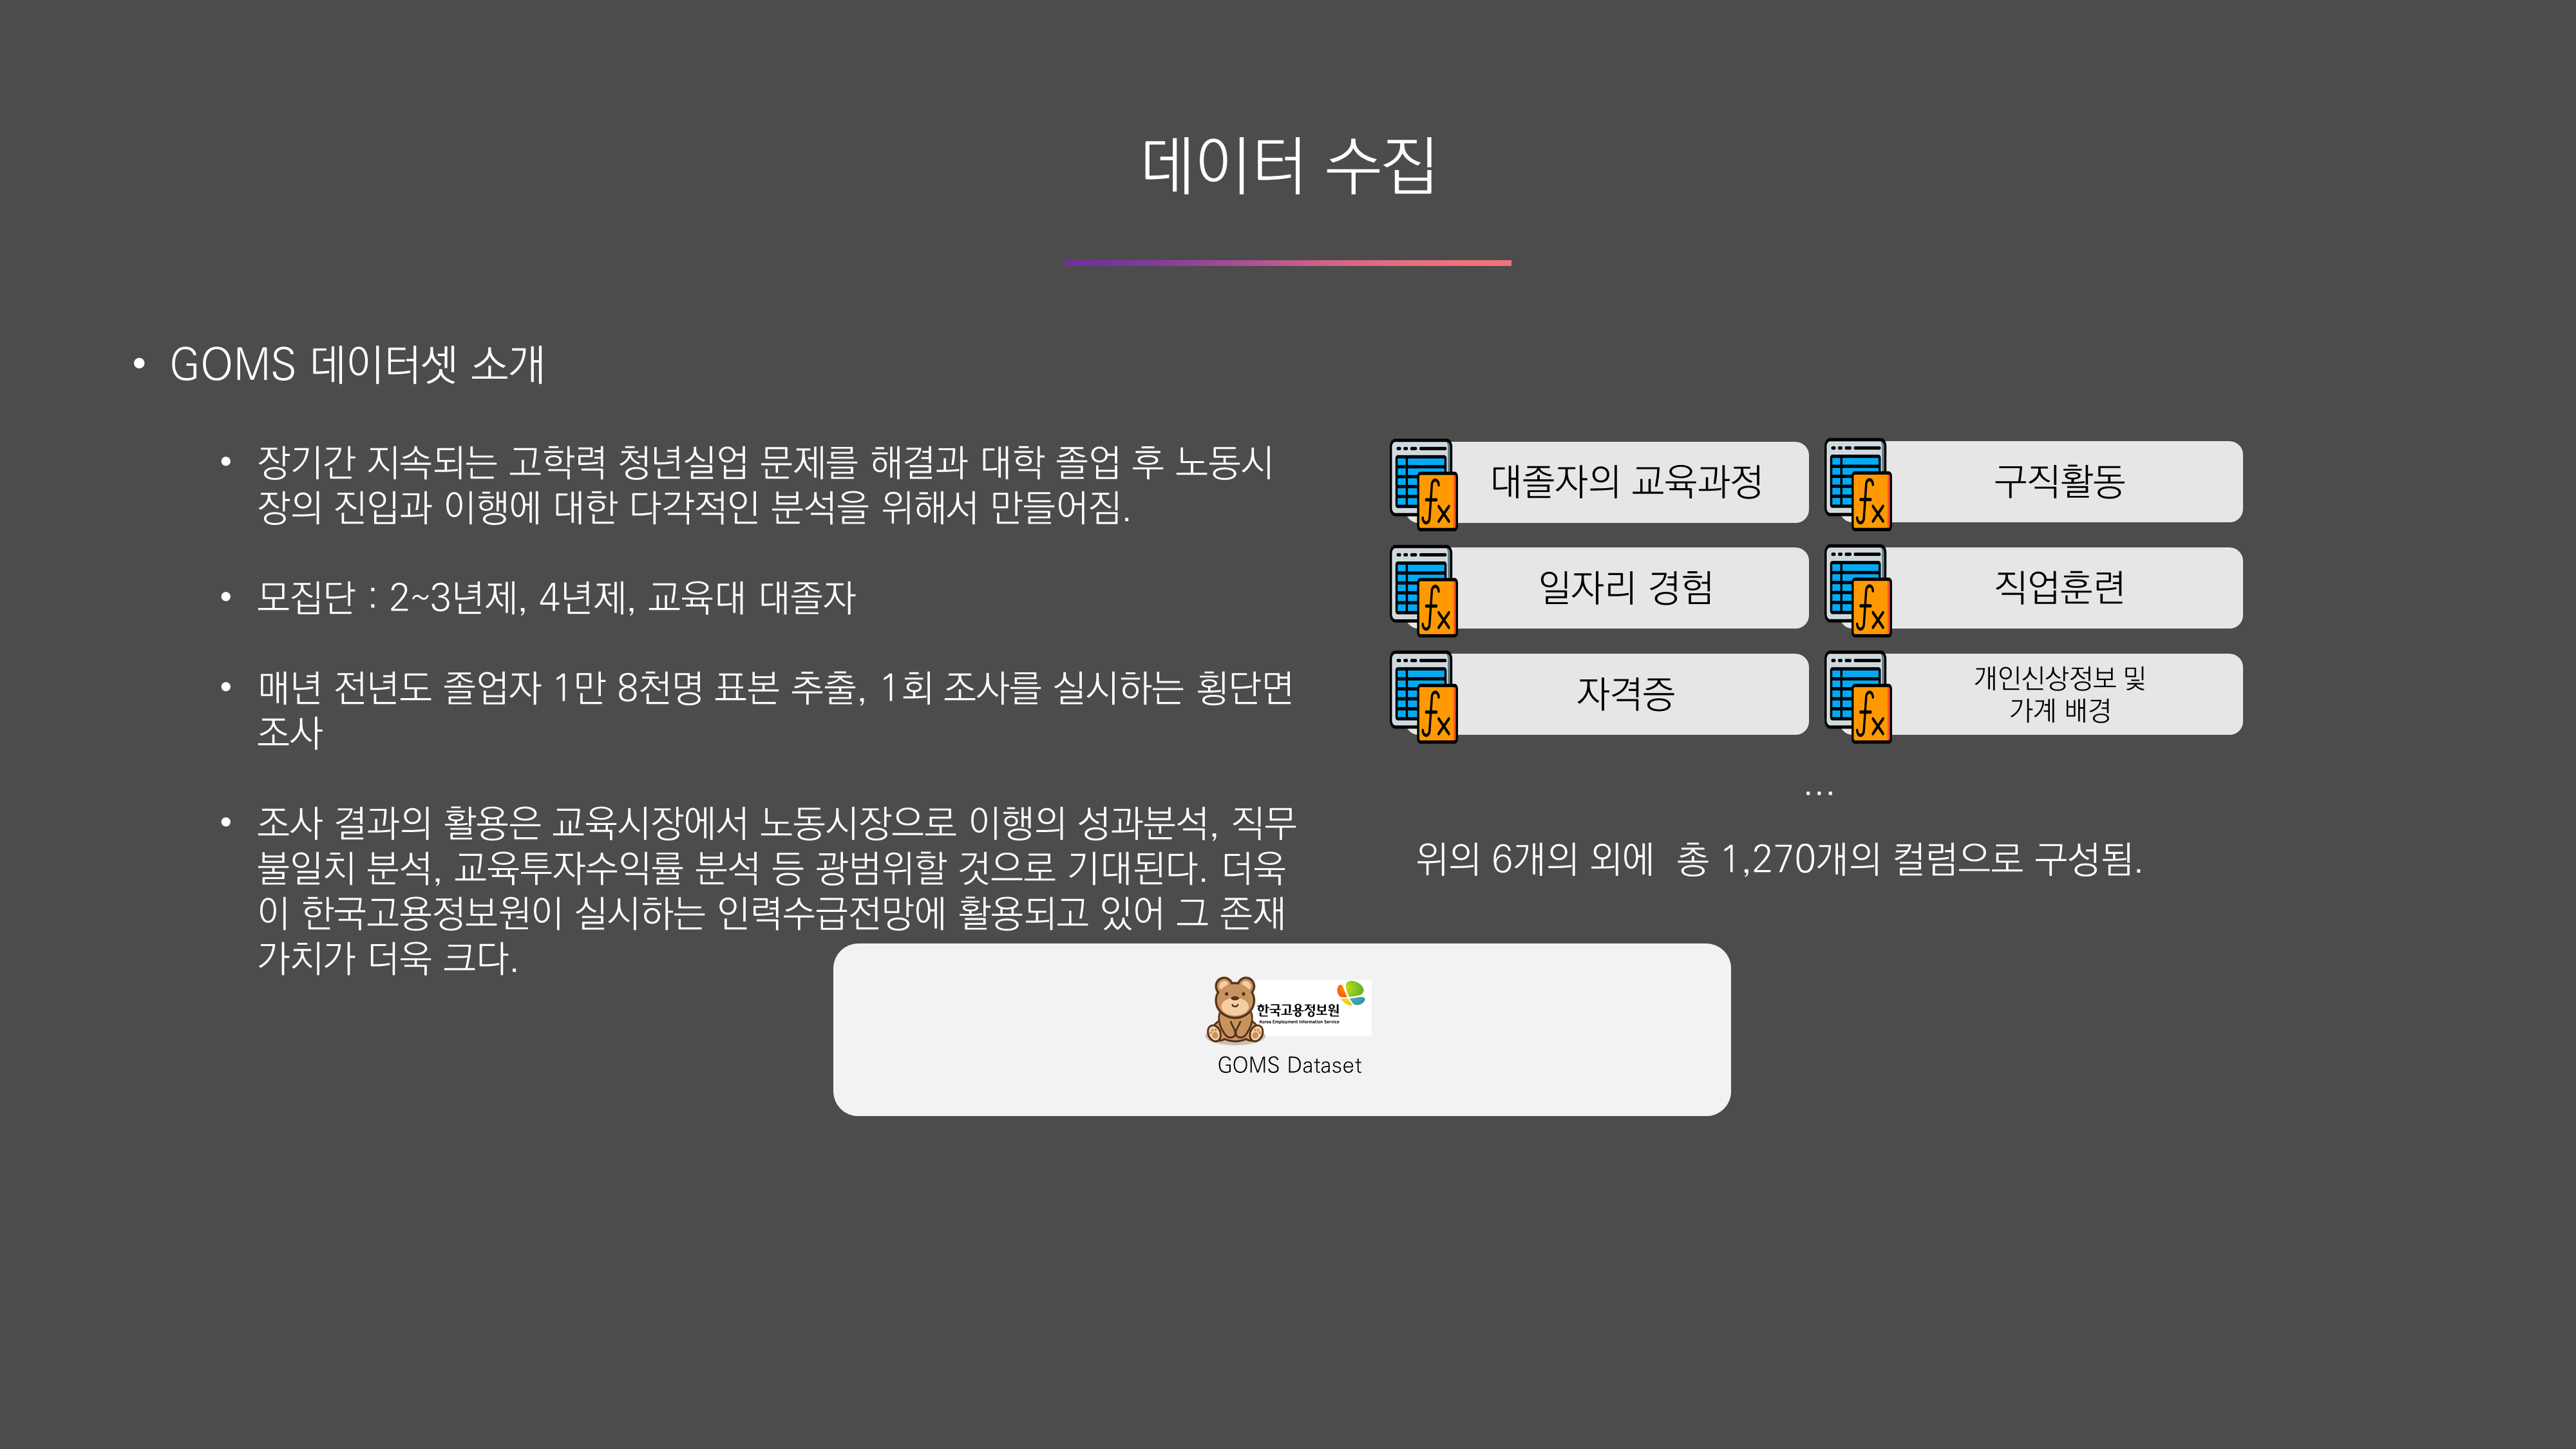 데이터 수집
• GOMS 데이터셋 소개
• 장기간 지속되는 고학력 청년실업 문제를 해결과 대학 졸업 후 노동시
장의 진입과 이행에 대한 다각적인 분석을 위해서 만들어짐.
• 모집단 : 2~3년제, 4년제, 교육대 대졸자
• 매년 전년도 졸업자 1만 8천명 표본 추출, 1회 조사를 실시하는 횡단면
조사
• 조사 결과의 활용은 교육시장에서 노동시장으로 이행의 성과분석, 직무
불일치 분석, 교육투자수익률 분석 등 광범위할 것으로 기대된다. 더욱
이 한국고용정보원이 실시하는 인력수급전망에 활용되고 있어 그 존재
가치가 더욱 크다.
fx 대졸자의 교육과정
fx 구직활동
fx 일자리 경험
fx 직업훈련
fx 자격증
fx 개인신상정보 및
가계 배경
...
위의 6개의 외에  총 1,270개의 컬럼으로 구성됨.
한국고용정보원
Korea Employment Information Service
GOMS Dataset